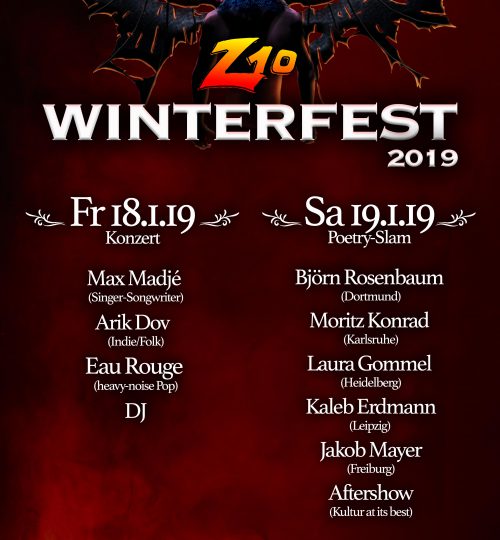 Z10
WINTERFEST
2019
Fr 18.1.19
Konzert
Max Madjé
(Singer-Songwriter)
Arik Dov
(Indie/Folk)
Eau Rouge
(heavy-noise Pop)
DJ
Sa 19.1.19
Poetry-Slam
Björn Rosenbaum
(Dortmund)
Moritz Konrad
(Karlsruhe)
Laura Gommel
(Heidelberg)
Kaleb Erdmann
(Leipzig)
Jakob Mayer
(Freiburg)
Aftershow
(Kultur at its best)